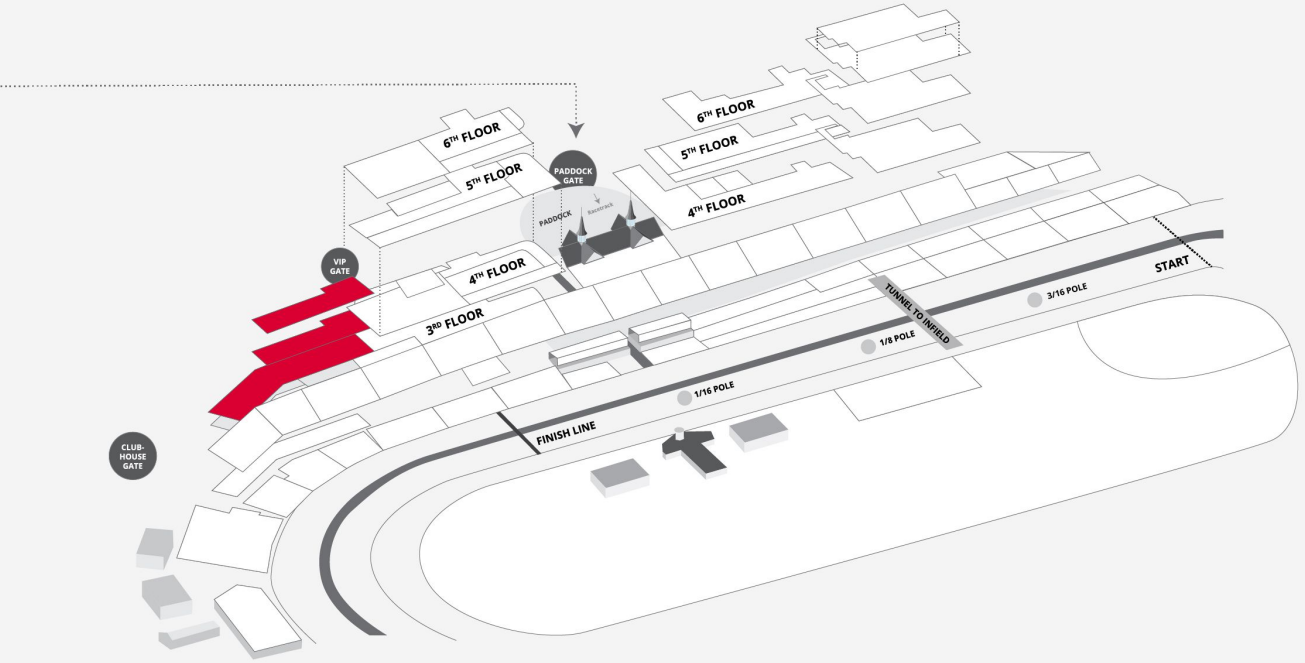 6TH FLOOR
5TH FLOOR
PADDOCK
GATE
6TH FLOOR
5TH FLOOR
4TH FLOOR
PADDOCK
Racetrack
VIP
GATE
4TH FLOOR
3RD FLOOR
START
3/16 POLE
TUNNEL TO INFIELD
1/8 POLE
1/16 POLE
FINISH LINE
CLUB-
HOUSE
GATE